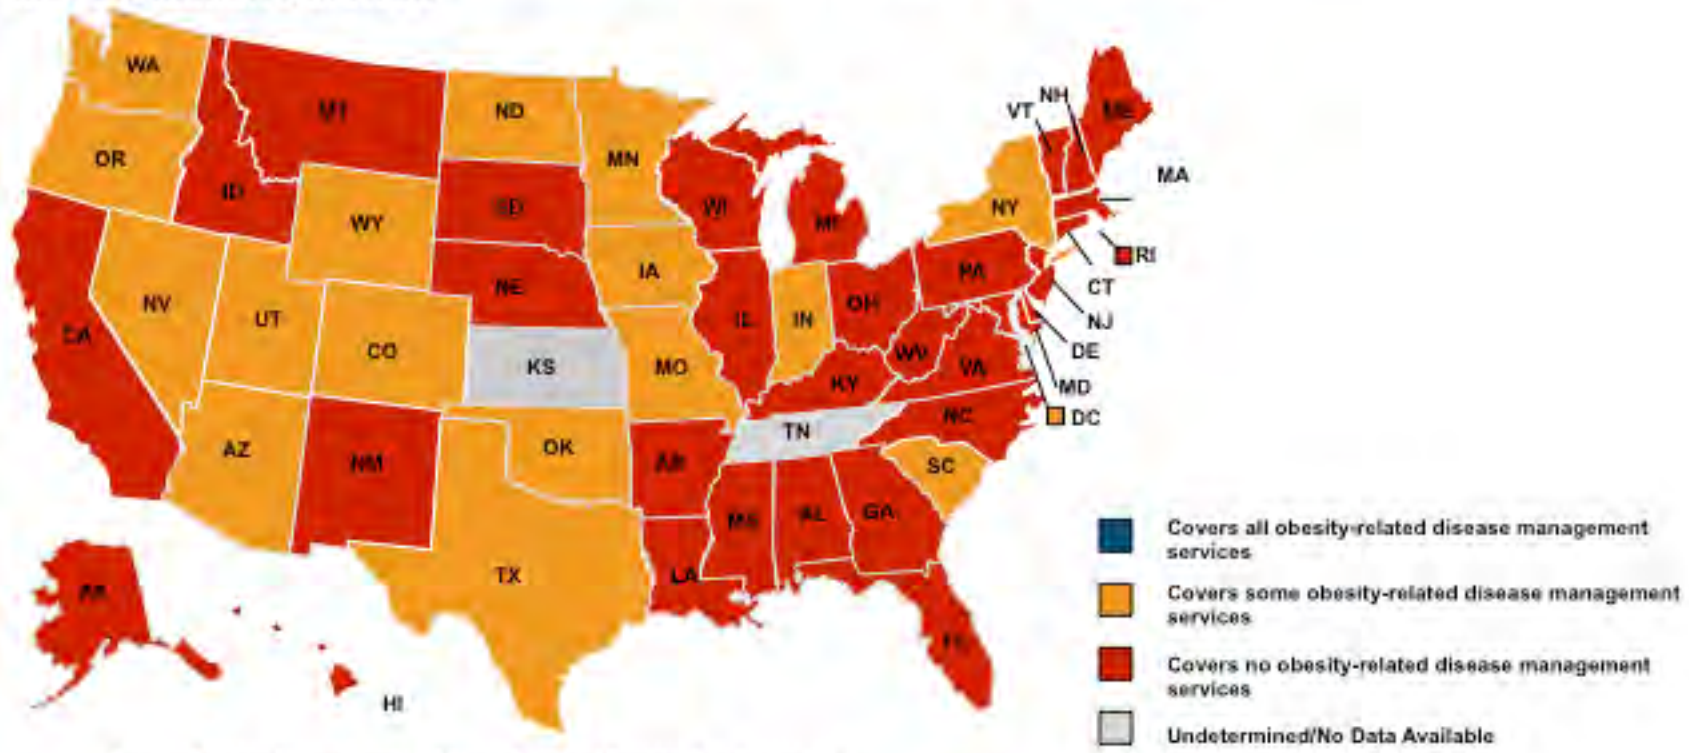 WA
MT
ND
MN
OR
ID
WY
SD
WI
MI
VT
NH
ME
NY
MA
RI
CT
NJ
DE
MD
DC
IA
NE
PA
NV
UT
CO
KS
MO
IL
IN
OH
WV
VA
KY
CA
AZ
NM
OK
AR
TN
NC
SC
TX
LA
MS
AL
GA
FL
AK
HI
Covers all obesity-related disease management
services
Covers some obesity-related disease management
services
Covers no obesity-related disease management
services
Undetermined/No Data Available